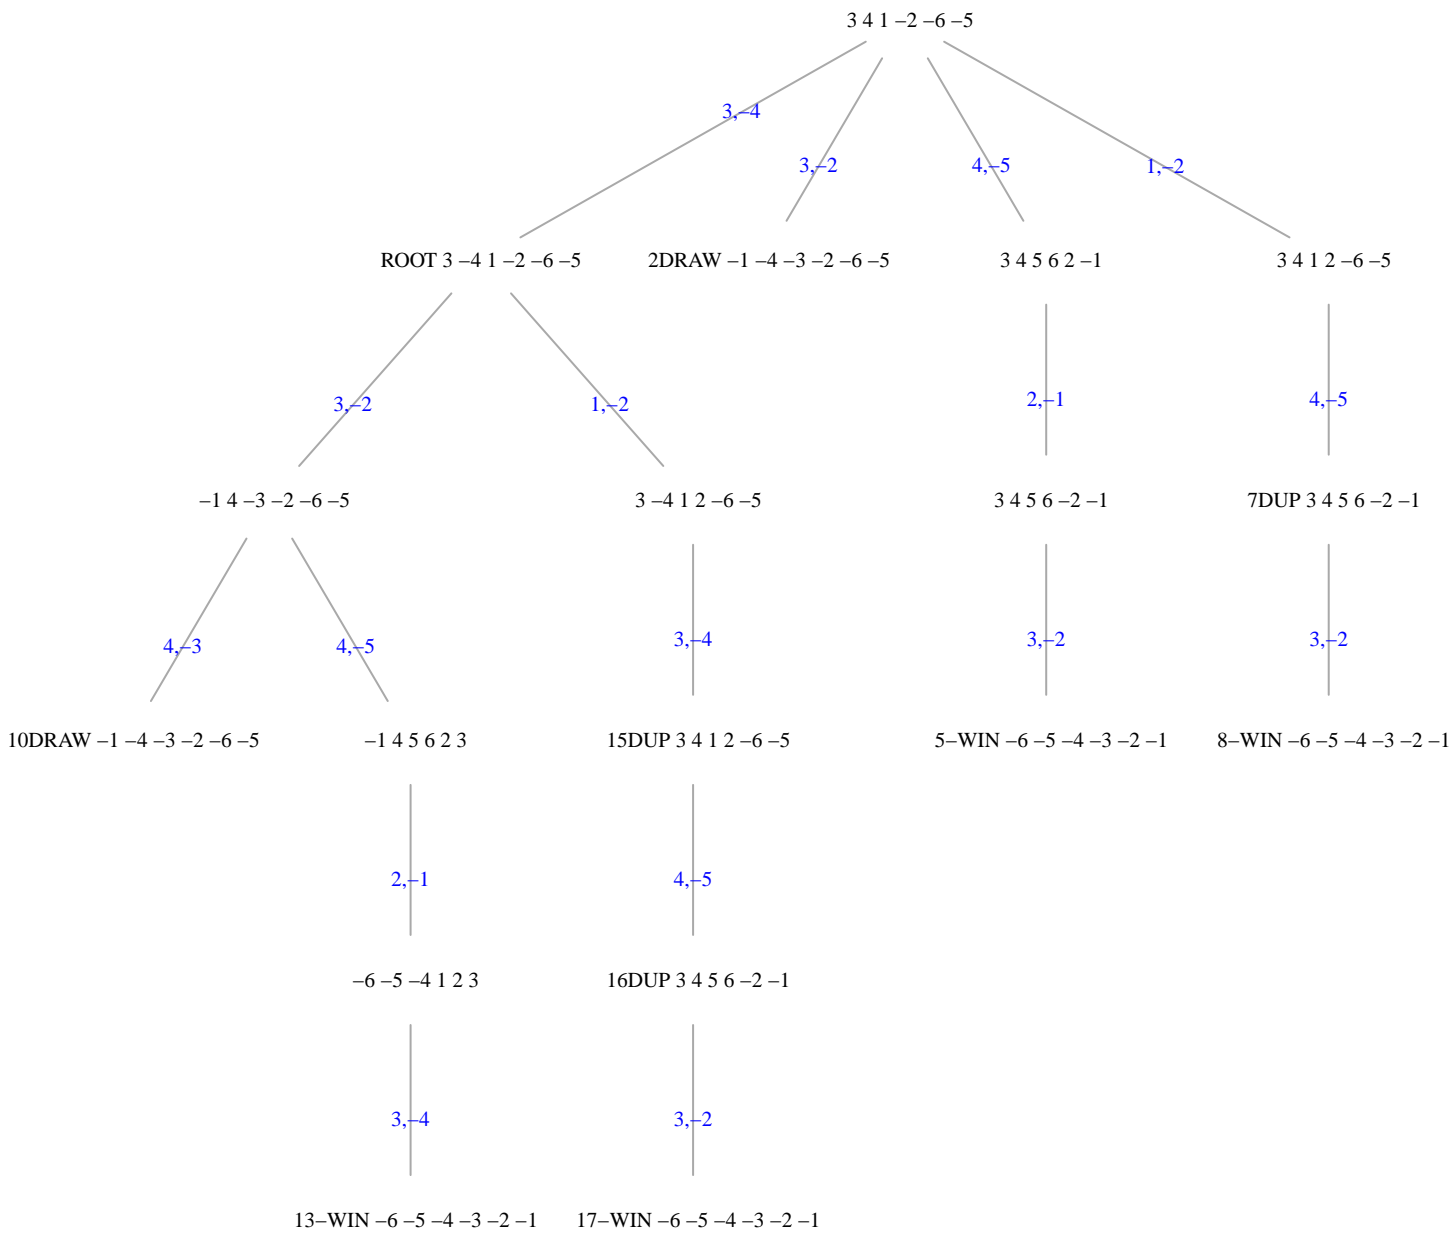 3 4 1 −2 −6 −5
3,−4
3,−2
4,−5
1,−2
ROOT 3 −4 1 −2 −6 −5
2DRAW −1 −4 −3 −2 −6 −5
3 4 5 6 2 −1
3 4 1 2 −6 −5
3,−2
1,−2
2,−1
4,−5
−1 4 −3 −2 −6 −5
3 −4 1 2 −6 −5
3 4 5 6 −2 −1
7DUP 3 4 5 6 −2 −1
4,−3
4,−5
3,−4
3,−2
3,−2
10DRAW −1 −4 −3 −2 −6 −5
−1 4 5 6 2 3
15DUP 3 4 1 2 −6 −5
5−WIN −6 −5 −4 −3 −2 −1
8−WIN −6 −5 −4 −3 −2 −1
2,−1
4,−5
−6 −5 −4 1 2 3
16DUP 3 4 5 6 −2 −1
3,−4
3,−2
13−WIN −6 −5 −4 −3 −2 −1
17−WIN −6 −5 −4 −3 −2 −1